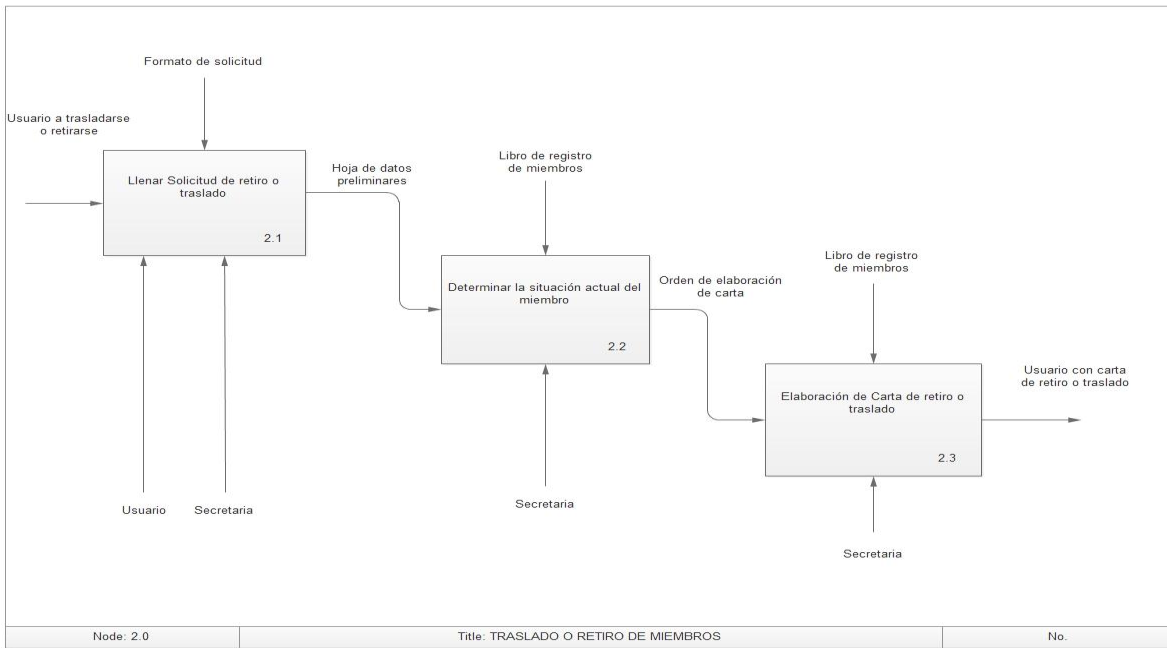 Formato de solicitud
Usuario a trasladarse
o retirarse
Llenar Solicitud de retiro o
traslado
2.1
Hoja de datos
preliminares
Libro de registro
de miembros
Determinar la situación actual del
miembro
2.2
Orden de elaboración
de carta
Libro de registro
de miembros
Elaboración de Carta de retiro o
traslado
2.3
Usuario con carta
de retiro o traslado
Usuario
Secretaria
Secretaria
Secretaria
Node: 2.0
Title: TRASLADO O RETIRO DE MIEMBROS
No.